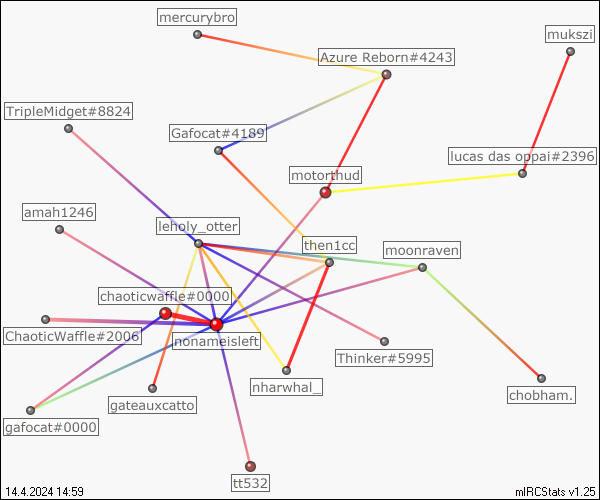 mercurybro
mukszi
Azure Reborn#4243
TripleMidget#8824
Gafocat#4189
lucas das oppai#2396
motorthud
amah1246
leholy_otter
then1cc
moonraven
chaoticwaffle#0000
ChaoticWaffle#2006
nonameisleft
Thinker#5995
nharwhal_
chobham.
gateauxcatto
gafocat#0000
tt532
14.4.2024 14:59
mIRCStats v1.25